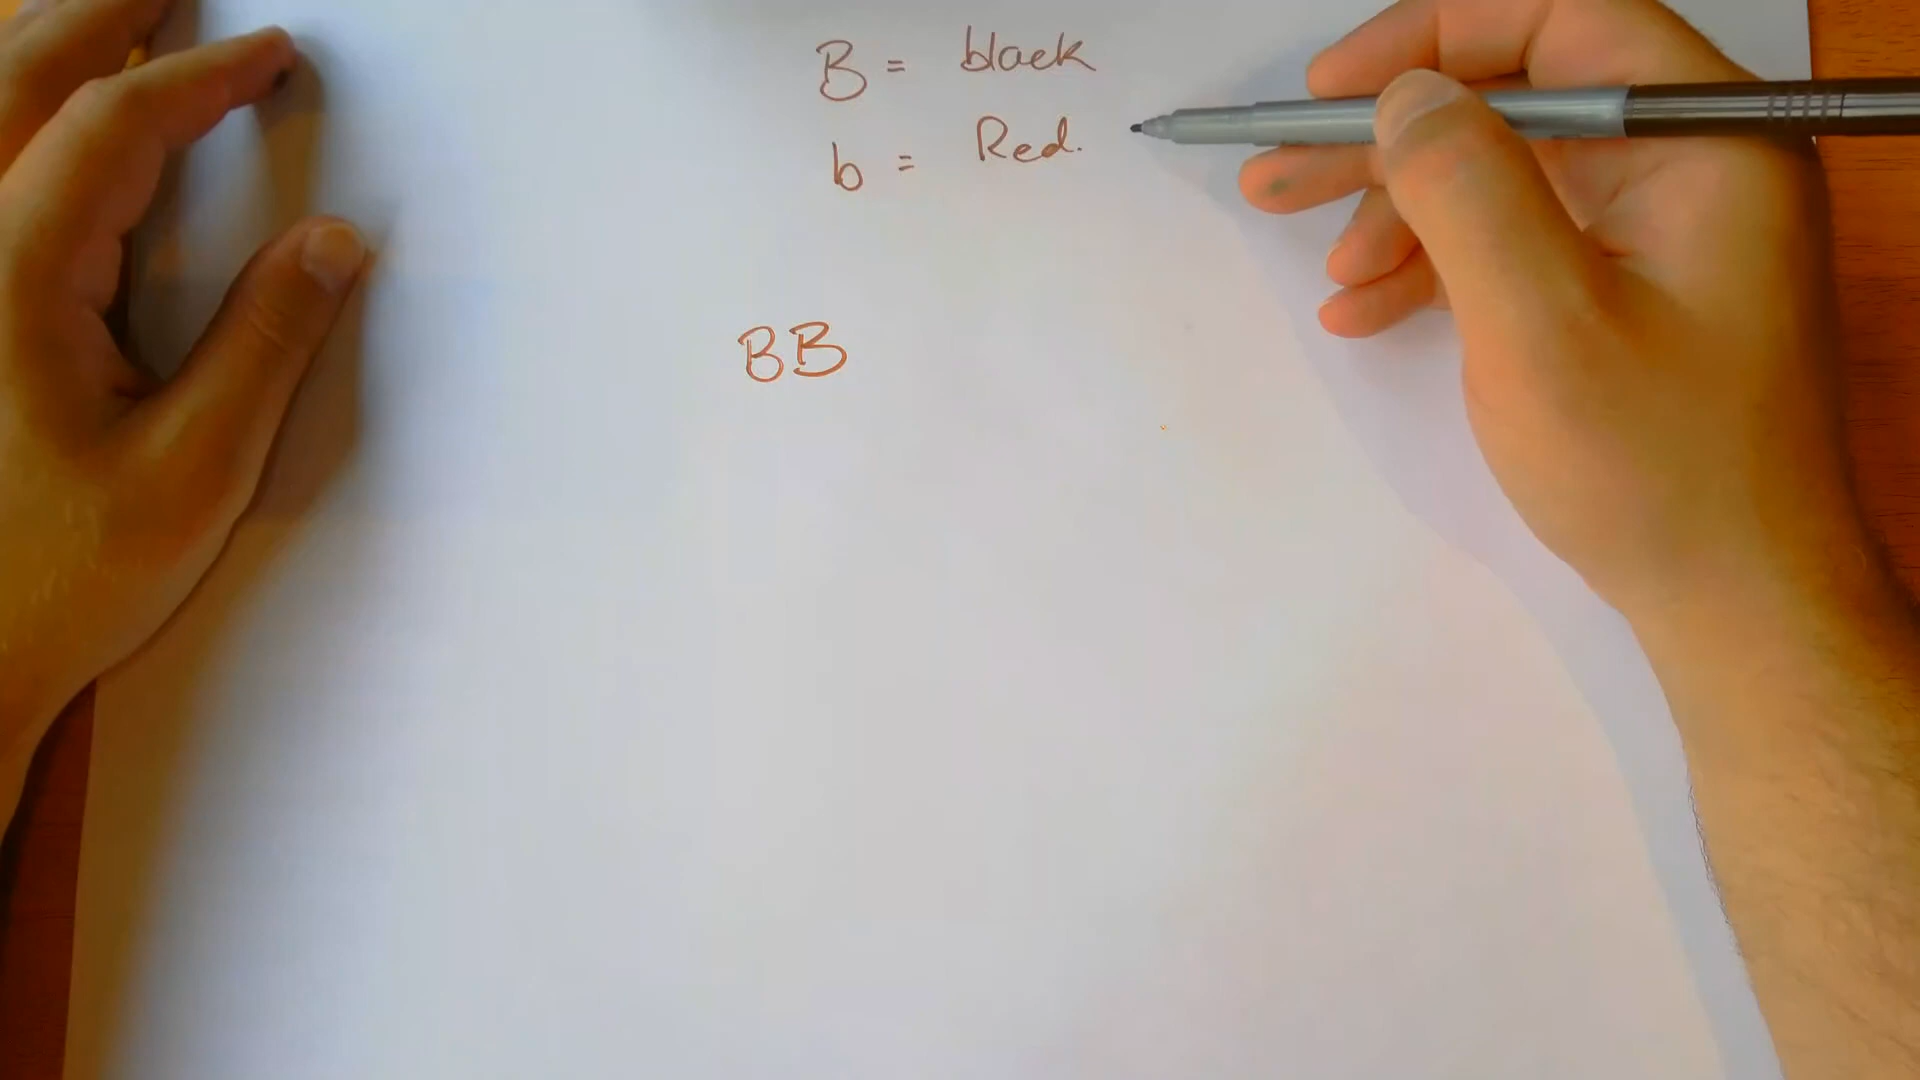 B = black
b = Red.
BB